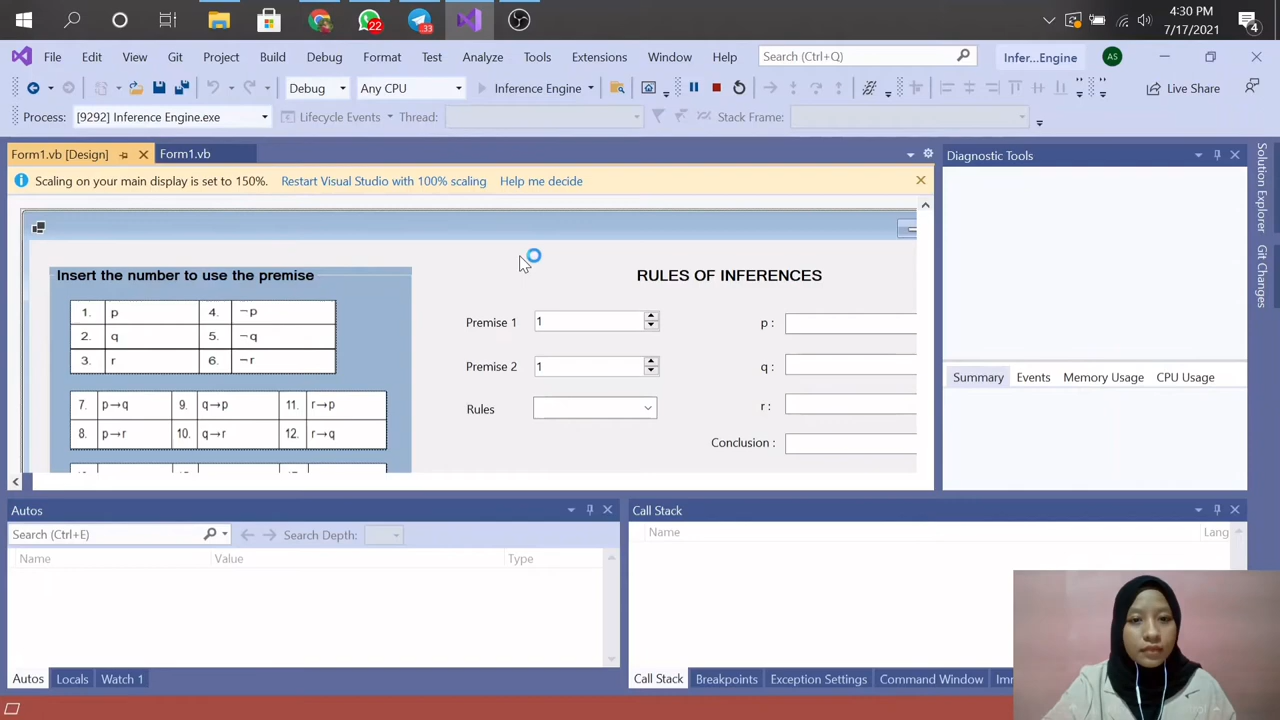 22
33
4:30 PM
7/17/2021
4
File Edit View Git Project Build Debug Format Test Analyze Tools Extensions Window Help Search (Ctrl+Q) Infer...Engine AS
Debug Any CPU Inference Engine Live Share
Process: [9292] Inference Engine.exe Lifecycle Events Thread: Stack Frame:
Form1.vb [Design] Form1.vb
Scaling on your main display is set to 150%. Restart Visual Studio with 100% scaling Help me decide
Insert the number to use the premise
1. p 4. ¬p
2. q 5. ¬q
3. r 6. ¬r
7. p→q 9. q→p 11. r→p
8. p→r 10. q→r 12. r→q
RULES OF INFERENCES
Premise 1 1 p :
Premise 2 1 q :
Rules r :
Conclusion :
Diagnostic Tools
Summary Events Memory Usage CPU Usage
Solution Explorer
Git Changes
Autos
Search (Ctrl+E) Search Depth:
Name Value Type
Autos Locals Watch 1
Call Stack
Name Lang
Call Stack Breakpoints Exception Settings Command Window Imr